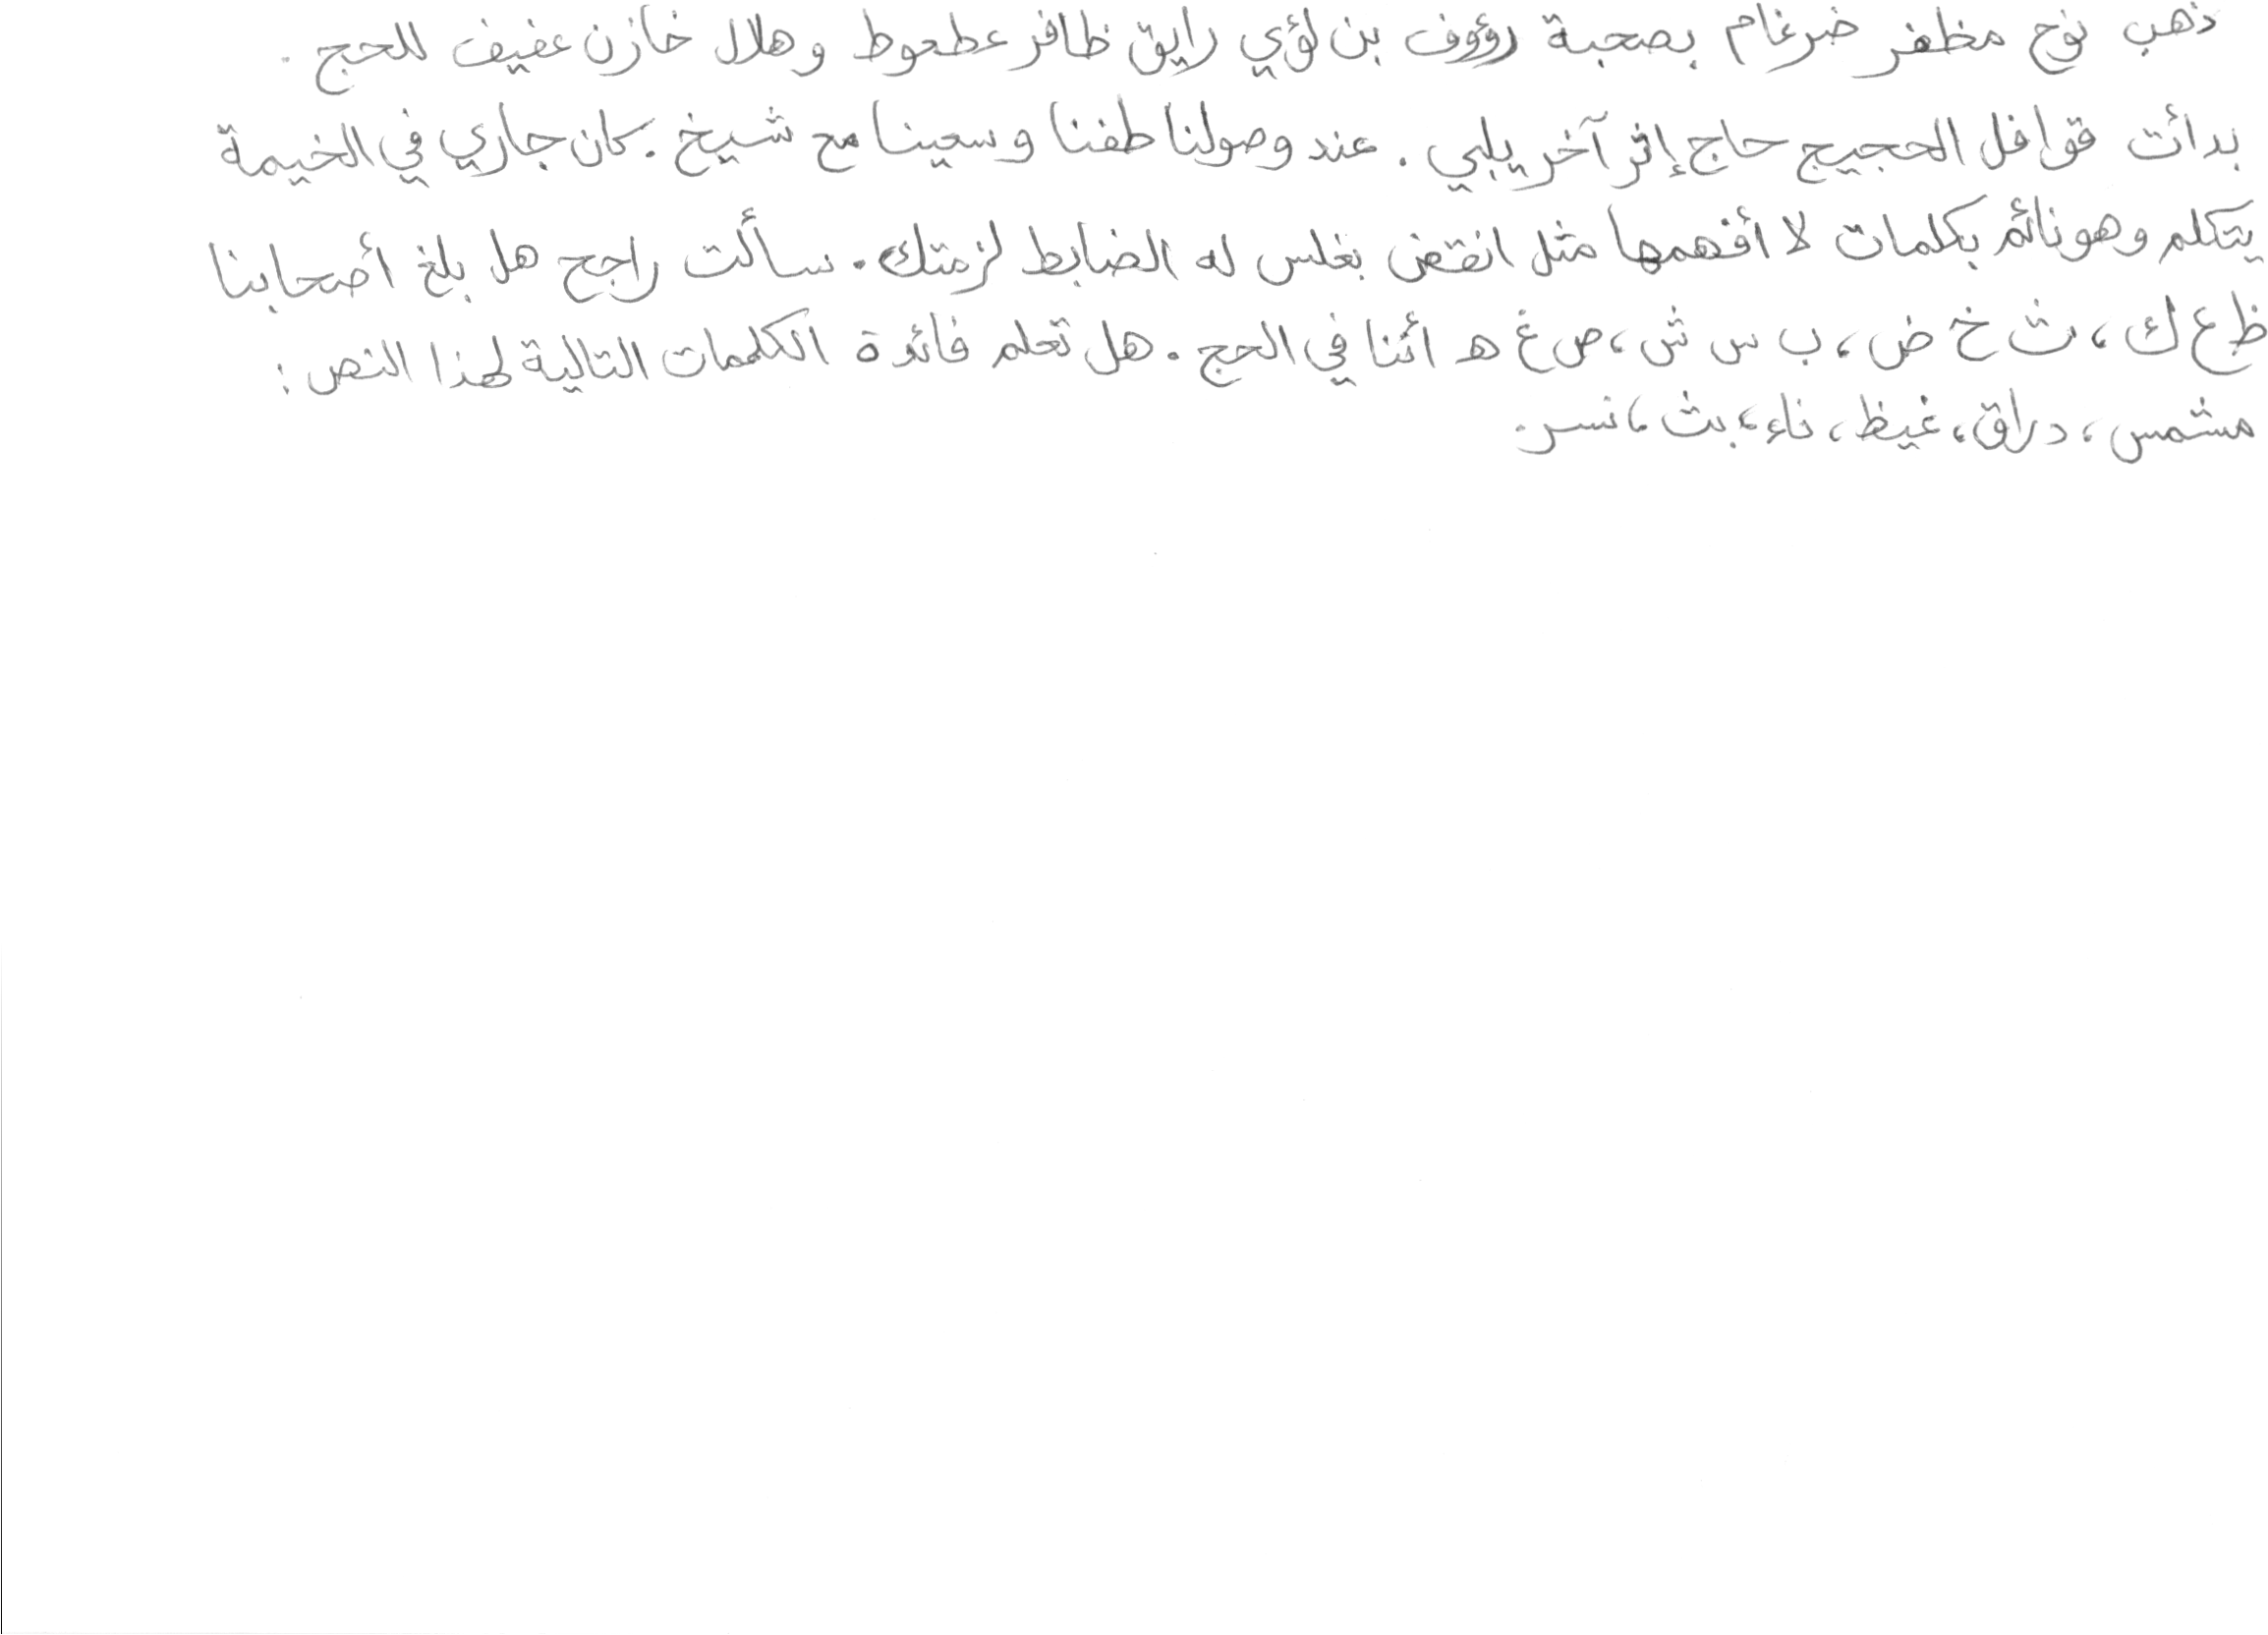 ذهب نوح مظفر ضرغام بصحبة رؤوف بن لؤي رايق ظافر عطعوط وهلال خازن عفيف للحج.
بدأت قوافل الحجيج حاج إثر آخر يلبي. عند وصولنا طفنا وسعينا مع شيخ. كان جاري في الخيمة
يتكلم وهو نائم بكلمات لا أفهمها مثل انقض بغلس له الضابط لزمتك. سألت راجح هل بلغ أصحابنا
ظ ع ك، ث خ ض، ب س ش، ص غ ه أننا في الحج. هل تعلم فائدة الكلمات التالية لهذا النص:
مشمس، دراق، غيظ، ناء، بث، نسر.